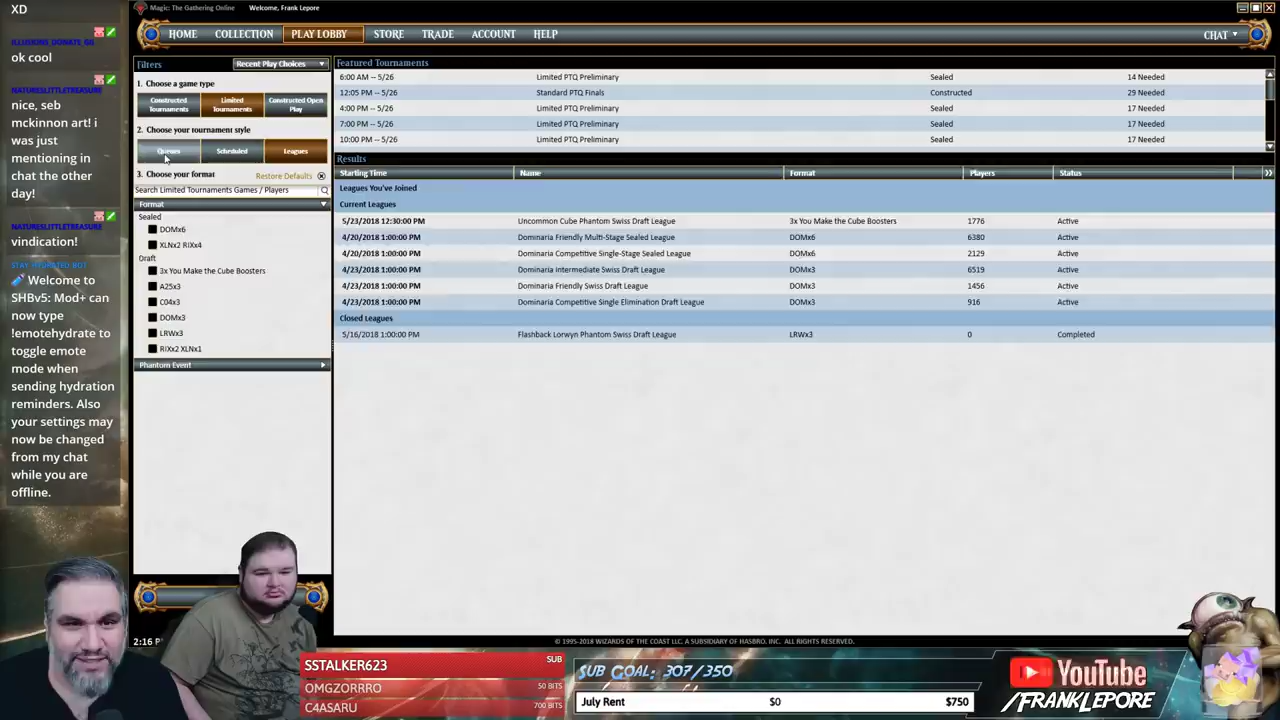 XD
ok cool
NATURESLITTLETREASURE
nice, seb
mckinnon art! i
was just
mentioning in
chat the other
day!
NATURESLITTLETREASURE
vindication!
STAY_HYDRATED_BOT
Welcome to
SHBv5: Mod+ can
now type
!emotehydrate to
toggle emote
mode when
sending hydration
reminders. Also
your settings may
now be changed
from my chat
while you are
offline.
Magic: The Gathering Online Welcome, Frank Lepore
HOME COLLECTION PLAY LOBBY STORE TRADE ACCOUNT HELP CHAT
Filters Recent Play Choices
1. Choose a game type
Constructed Tournaments Limited Tournaments Constructed Open Play
2. Choose your tournament style
Queues Scheduled Leagues
3. Choose your format Restore Defaults
Search Limited Tournaments Games / Players
Format
Sealed
DOMx6
XLNx2 RIXx4
Draft
3x You Make the Cube Boosters
A25x3
C04x3
DOMx3
LRWx3
RIXx2 XLNx1
Phantom Event
2:16 P
Featured Tournaments
6:00 AM -- 5/26 Limited PTQ Preliminary Sealed 14 Needed
12:05 PM -- 5/26 Standard PTQ Finals Constructed 29 Needed
4:00 PM -- 5/26 Limited PTQ Preliminary Sealed 17 Needed
7:00 PM -- 5/26 Limited PTQ Preliminary Sealed 17 Needed
10:00 PM -- 5/26 Limited PTQ Preliminary Sealed 17 Needed
Results
Starting Time Name Format Players Status
Leagues You've Joined
Current Leagues
5/23/2018 12:30:00 PM Uncommon Cube Phantom Swiss Draft League 3x You Make the Cube Boosters 1776 Active
4/20/2018 1:00:00 PM Dominaria Friendly Multi-Stage Sealed League DOMx6 6380 Active
4/20/2018 2:00:00 PM Dominaria Competitive Single-Stage Sealed League DOMx6 2129 Active
4/23/2018 1:00:00 PM Dominaria Intermediate Swiss Draft League DOMx3 6519 Active
4/23/2018 1:00:00 PM Dominaria Friendly Swiss Draft League DOMx3 1456 Active
4/23/2018 1:00:00 PM Dominaria Competitive Single Elimination Draft League DOMx3 916 Active
Closed Leagues
5/16/2018 1:00:00 PM Flashback Lorwyn Phantom Swiss Draft League LRWx3 0 Completed
© 1995-2018 WIZARDS OF THE COAST LLC, A SUBSIDIARY OF HASBRO, INC. ALL RIGHTS RESERVED.
SSTALKER623 SUB
OMGZORRRO 50 BITS
C4ASARU 700 BITS
SUB GOAL: 307/350
July Rent $0 $750
YouTube
/FRANKLEPORE